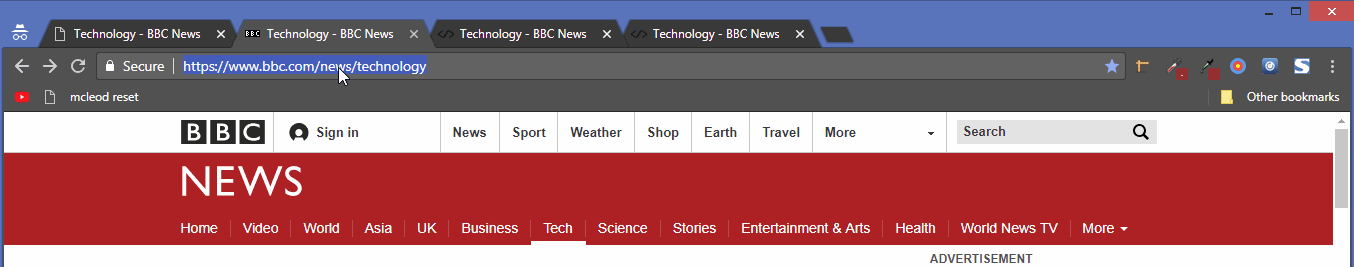 Technology - BBC News BBC Technology - BBC News Technology - BBC News Technology - BBC News
Secure https://www.bbc.com/news/technology
mcleod reset Other bookmarks
BBC Sign in News Sport Weather Shop Earth Travel More Search
NEWS
Home Video World Asia UK Business Tech Science Stories Entertainment & Arts Health World News TV More
ADVERTISEMENT